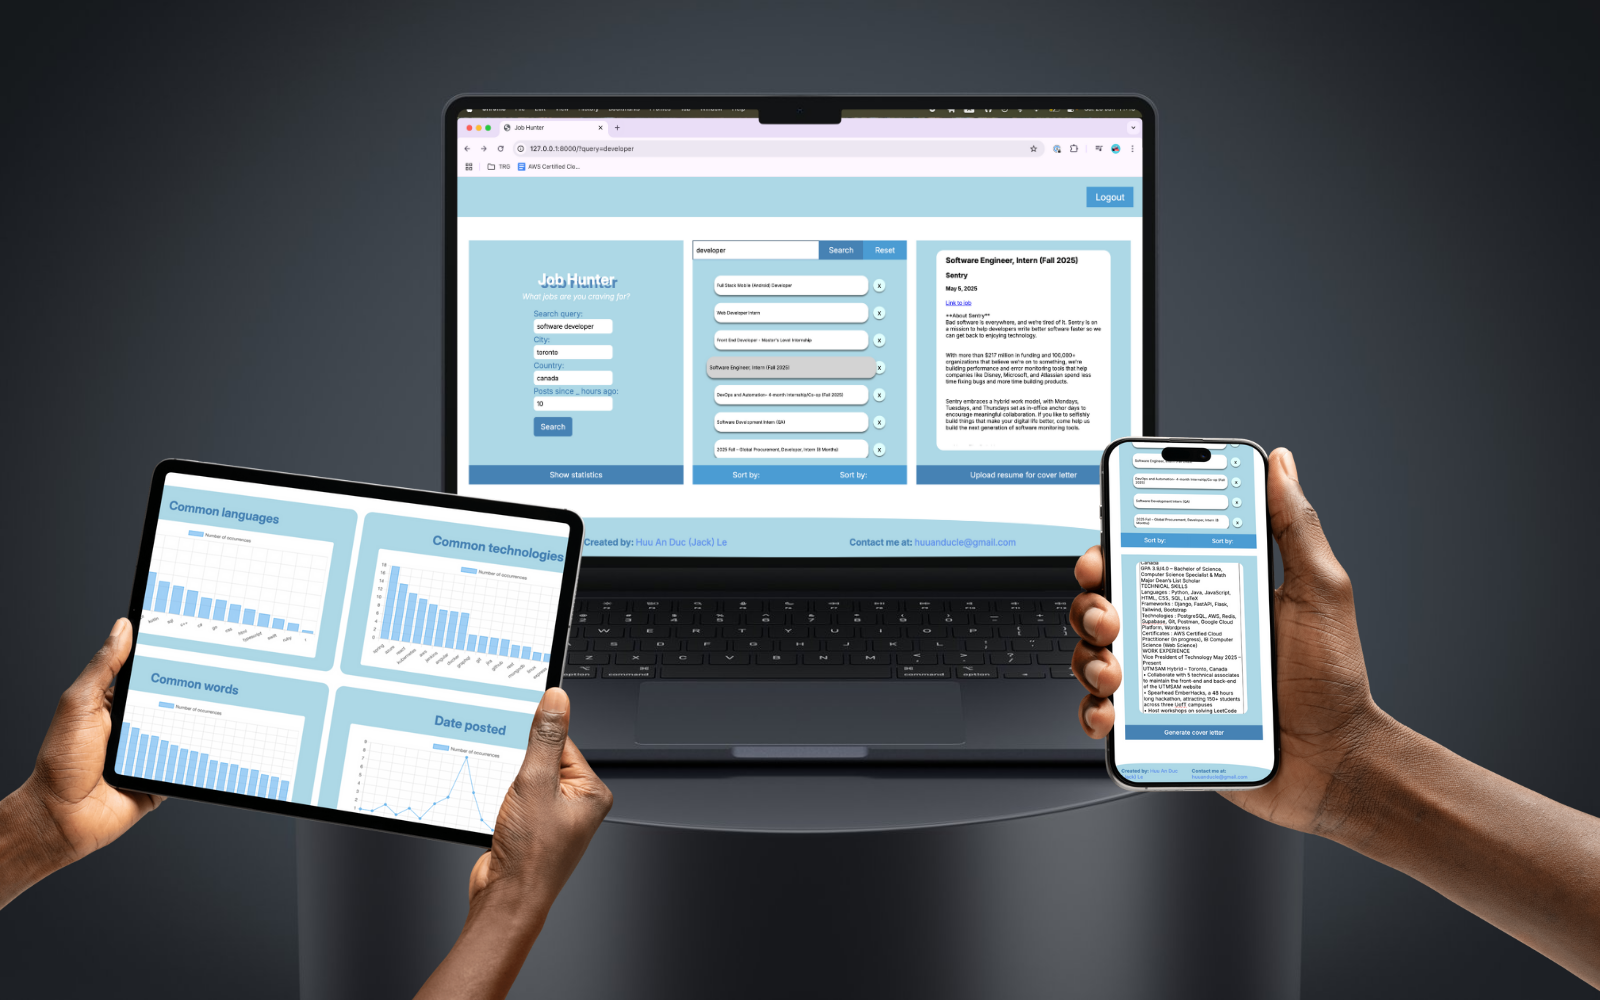 Job Hunter
127.0.0.1:8000/?query=developer
TRG
AWS Certified Clo...
Logout
Job Hunter
What jobs are you craving for?
Search query:
software developer
City:
toronto
Country:
canada
Posts since _ hours ago:
10
Search
Show statistics
developer
Search
Reset
Full Stack Mobile (Android) Developer
x
Web Developer Intern
x
Front End Developer - Master's Level Internship
x
Software Engineer, Intern (Fall 2025)
x
DevOps and Automation- 4 month Internship/Co-op (Fall 2025)
x
Software Development Intern (QA)
x
2025 Fall - Global Procurement, Developer, Intern (8 Months)
x
Sort by:
Sort by:
Software Engineer, Intern (Fall 2025)
Sentry
May 5, 2025
Link to job
**About Sentry**
Bad software is everywhere, and we're tired of it. Sentry is on
a mission to help developers write better software faster so we
can get back to enjoying technology.
With more than $217 million in funding and 100,000+
organizations that believe we're on to something, we're
building performance and error monitoring tools that help
companies like Disney, Microsoft, and Atlassian spend less
time fixing bugs and more time building products.
Sentry embraces a hybrid work model, with Mondays,
Tuesdays, and Thursdays set as in-office anchor days to
encourage meaningful collaboration. If you like to selfishly
build things that make your digital life better, come help us
build the next generation of software monitoring tools.
Upload resume for cover letter
Created by: Huu An Duc (Jack) Le
Contact me at: huuanducle@gmail.com
Common languages
Number of occurrences
Common technologies
Number of occurrences
Common words
Number of occurrences
Date posted
Number of occurrences
Software Engineer, Intern (Fall 2025)
x
DevOps and Automation- 4 month Internship/Co-op (Fall
2025)
x
Software Development Intern (QA)
x
2025 Fall - Global Procurement, Developer, Intern (8
Months)
x
Sort by:
Sort by:
Canada
GPA 3.9/4.0 – Bachelor of Science,
Computer Science Specialist & Math
Major Dean's List Scholar
TECHNICAL SKILLS
Languages : Python, Java, JavaScript,
HTML, CSS, SQL, LaTeX
Frameworks : Django, FastAPI, Flask,
Tailwind, Bootstrap
Technologies : PostgreSQL, AWS, Redis,
Supabase, Git, Postman, Google Cloud
Platform, Wordpress
Certificates : AWS Certified Cloud
Practitioner (in progress), IB Computer
Science (Web Science)
WORK EXPERIENCE
Vice President of Technology May 2025 –
Present
UTMSAM Hybrid – Toronto, Canada
• Collaborate with 5 technical associates
to maintain the front-end and back-end
of the UTMSAM website
• Spearhead EmberHacks, a 48 hours
long hackathon, attracting 150+ students
across three UofT campuses
• Host workshops on solving LeetCode
Generate cover letter
Created by: Huu An Duc
(Jack) Le
Contact me at:
huuanducle@gmail.com
W E R T Y U I O P
S D F G H J K L
Z X C V B N M
option
command
command
option